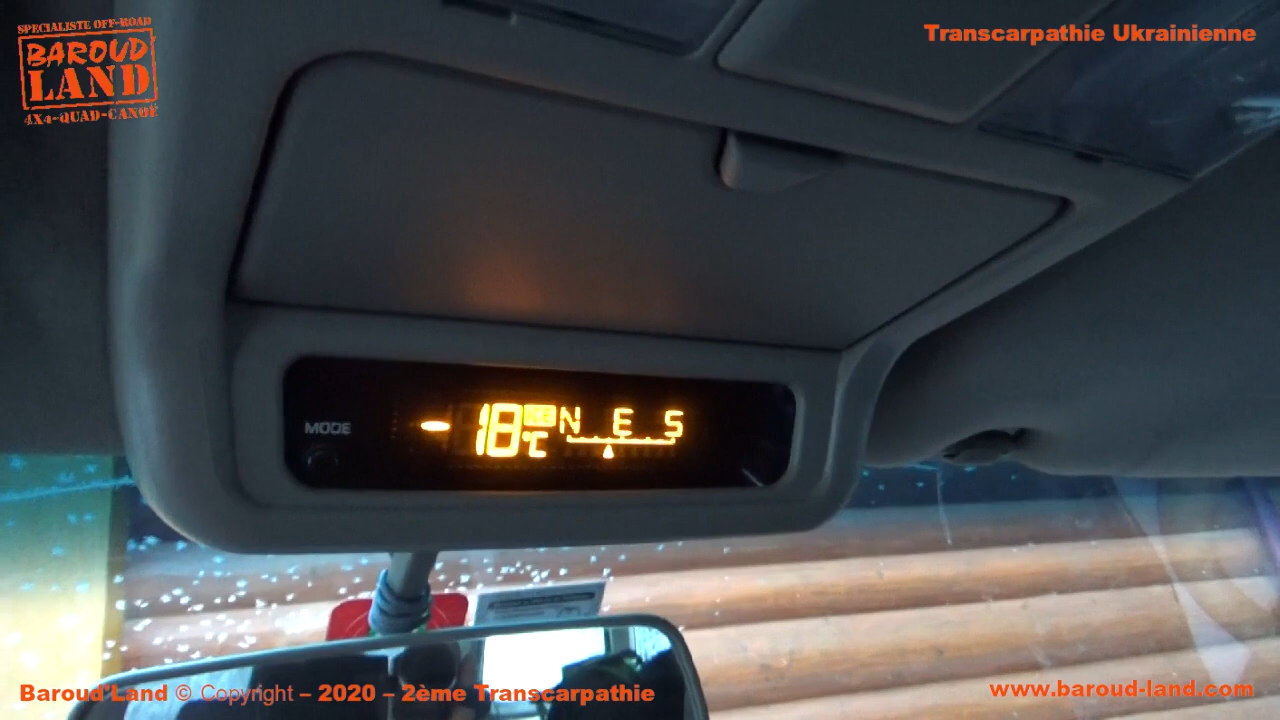 SPECIALISTE OFF-ROAD
BAROUD
LAND
4X4-QUAD-CANOË
Transcarpathie Ukrainienne
MODE
-18 °C
N E S
Baroud'Land © Copyright – 2020 – 2ème Transcarpathie
www.baroud-land.com